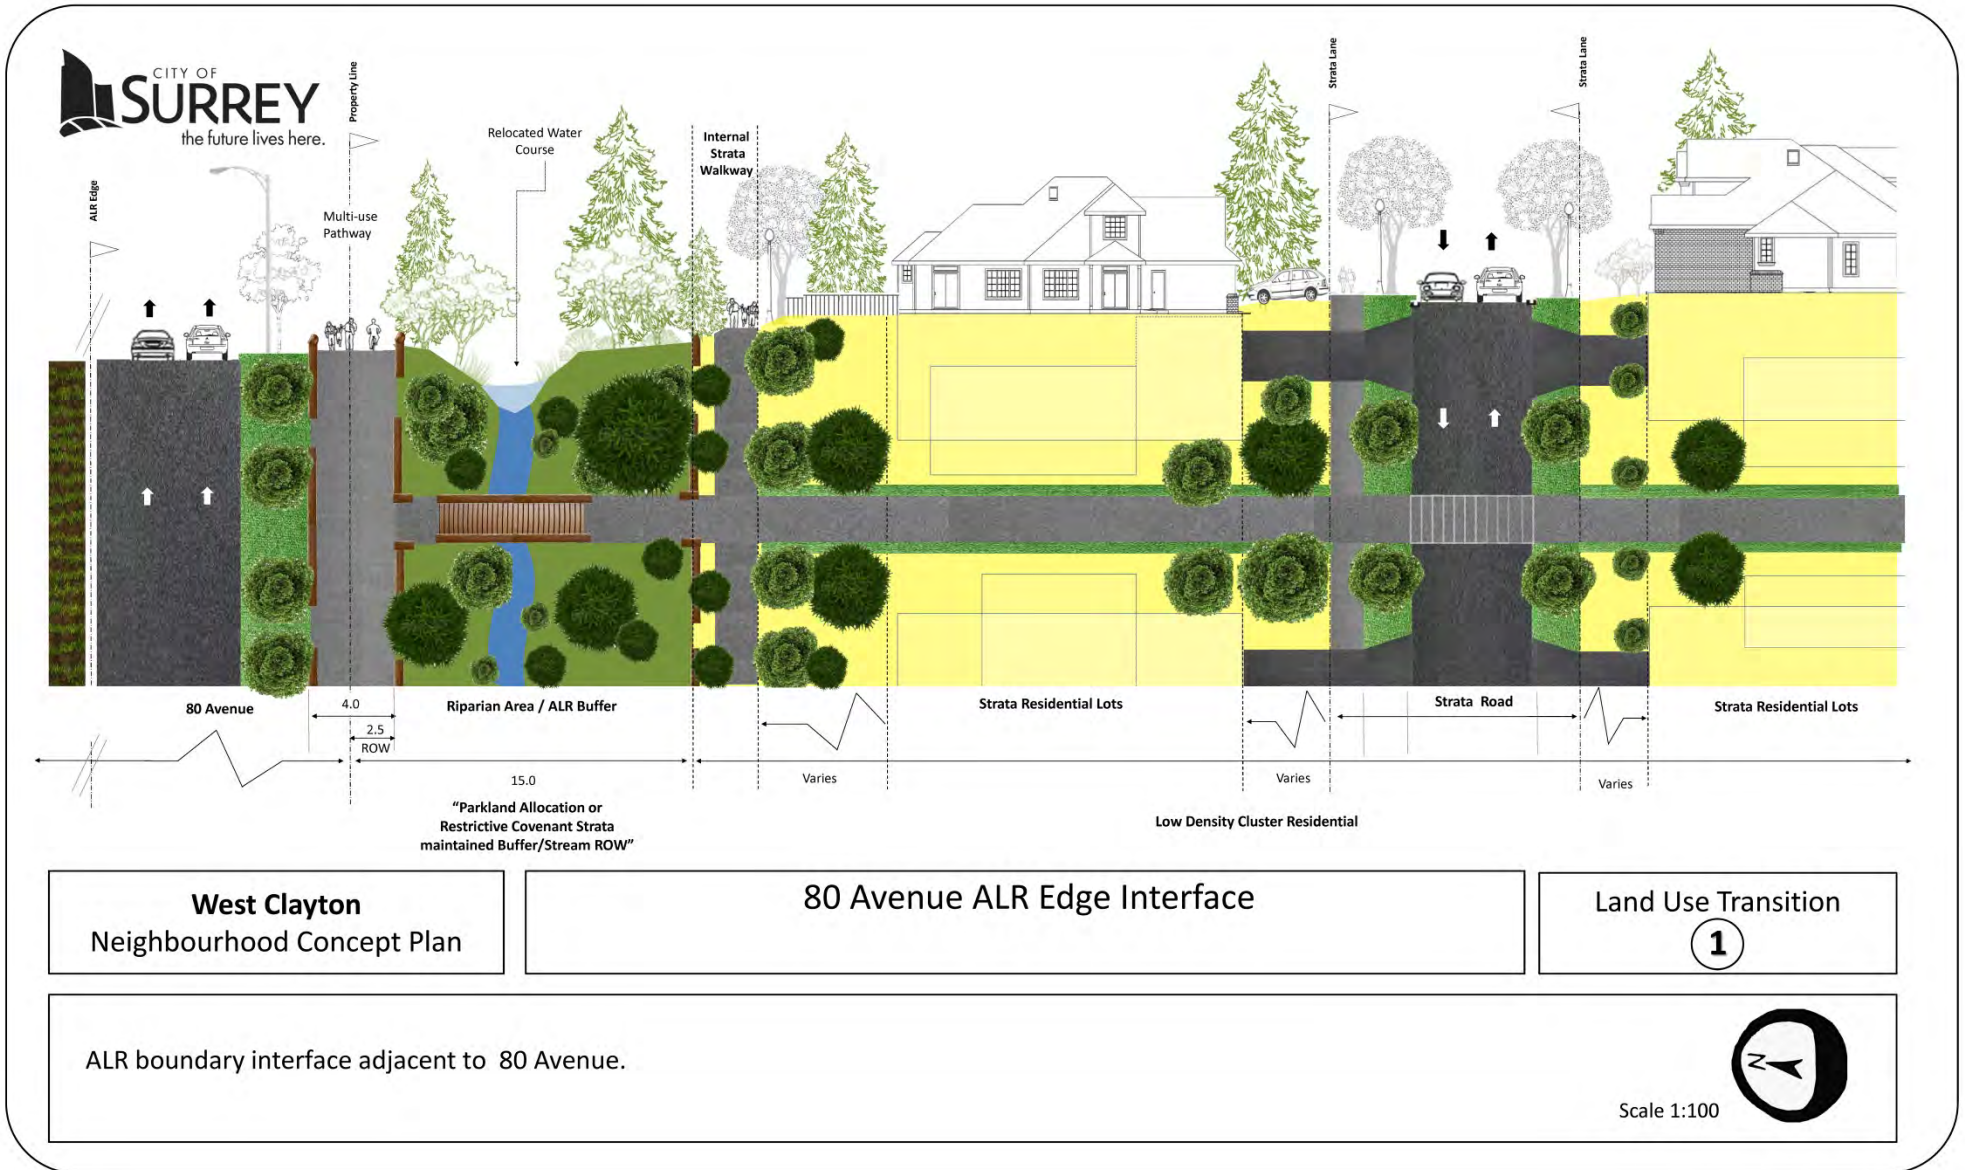 CITY OF
SURREY
the future lives here.
ALR Edge
Property Line
Multi-use
Pathway
Relocated Water
Course
Internal
Strata
Walkway
Strata Lane
Strata Lane
80 Avenue
4.0
2.5
ROW
Riparian Area / ALR Buffer
Strata Residential Lots
Strata Road
Strata Residential Lots
15.0
Varies
Varies
Varies
"Parkland Allocation or
Restrictive Covenant Strata
maintained Buffer/Stream ROW"
Low Density Cluster Residential
West Clayton
Neighbourhood Concept Plan
80 Avenue ALR Edge Interface
Land Use Transition
1
ALR boundary interface adjacent to 80 Avenue.
Scale 1:100
N